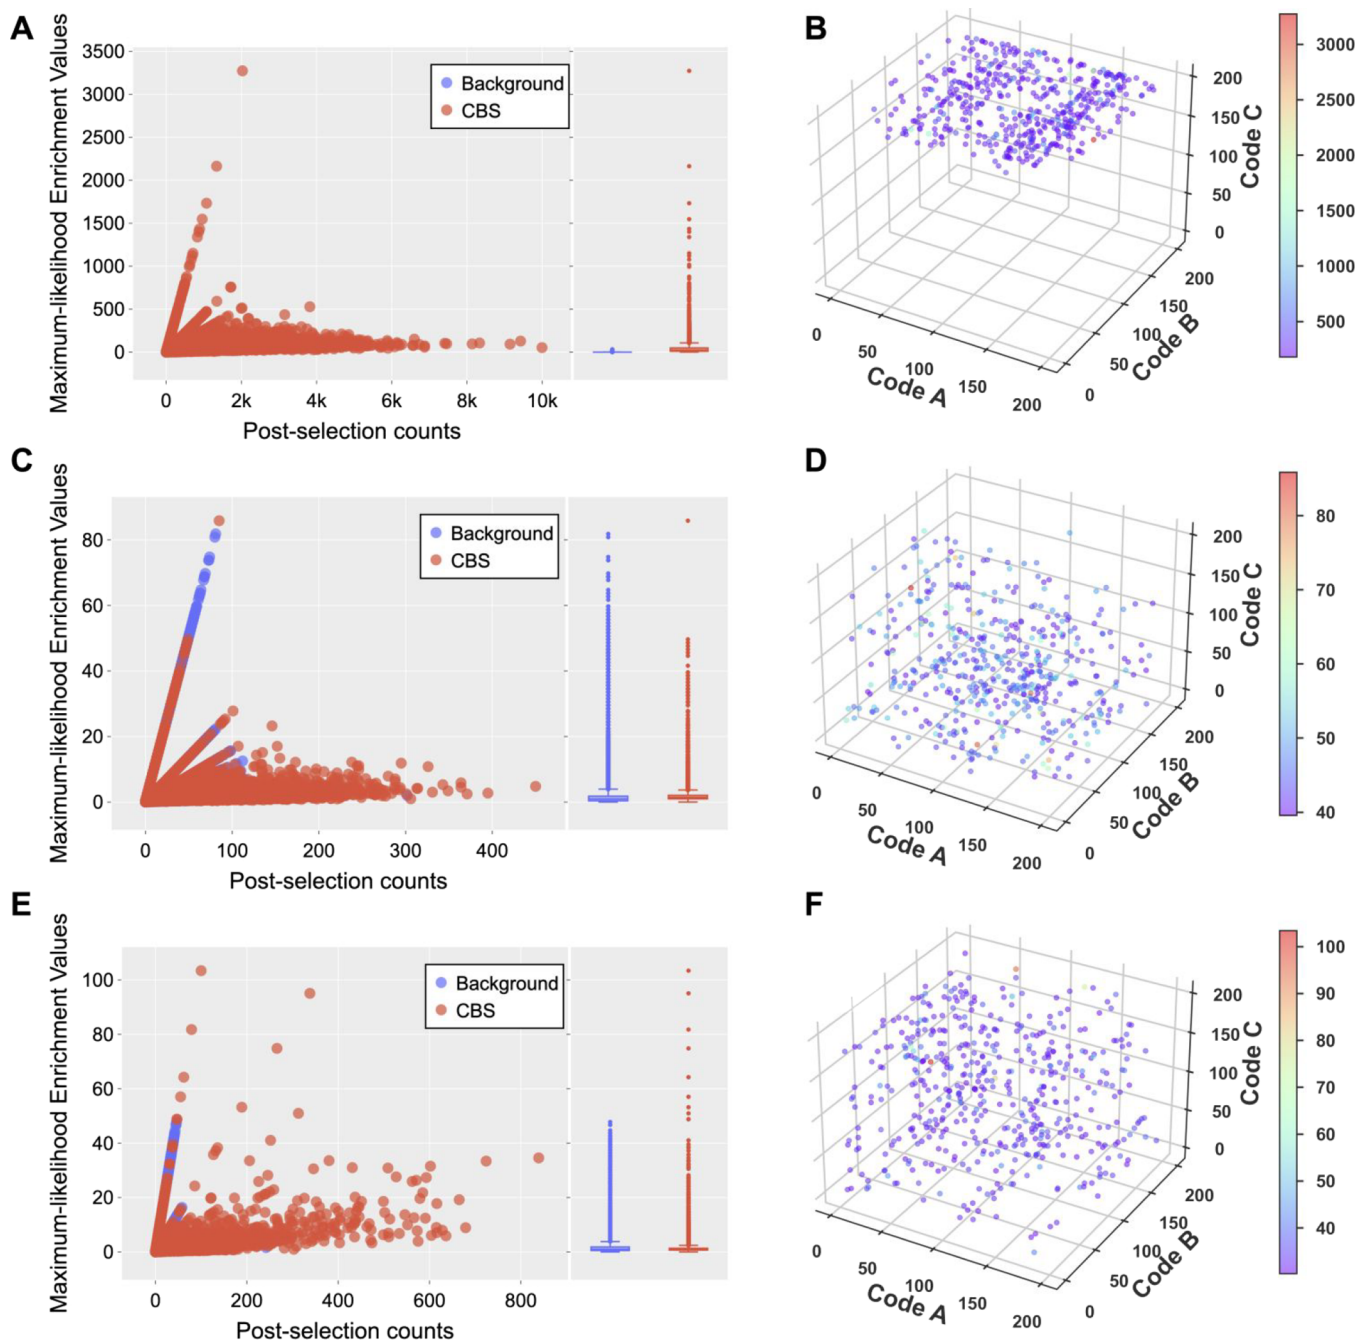 A
Maximum-likelihood Enrichment Values
3500
3000
2500
2000
1500
1000
500
0
Background
CBS
0 2k 4k 6k 8k 10k
Post-selection counts
B
200
150
100
50
0
Code C
200
150
100
50
0
Code B
0
50
100
150
200
Code A
3000
2500
2000
1500
1000
500
C
Maximum-likelihood Enrichment Values
80
60
40
20
0
Background
CBS
0 100 200 300 400
Post-selection counts
D
200
150
100
50
0
Code C
200
150
100
50
0
Code B
0
50
100
150
200
Code A
80
70
60
50
40
E
Maximum-likelihood Enrichment Values
100
80
60
40
20
0
Background
CBS
0 200 400 600 800
Post-selection counts
F
200
150
100
50
0
Code C
200
150
100
50
0
Code B
0
50
100
150
200
Code A
100
90
80
70
60
50
40